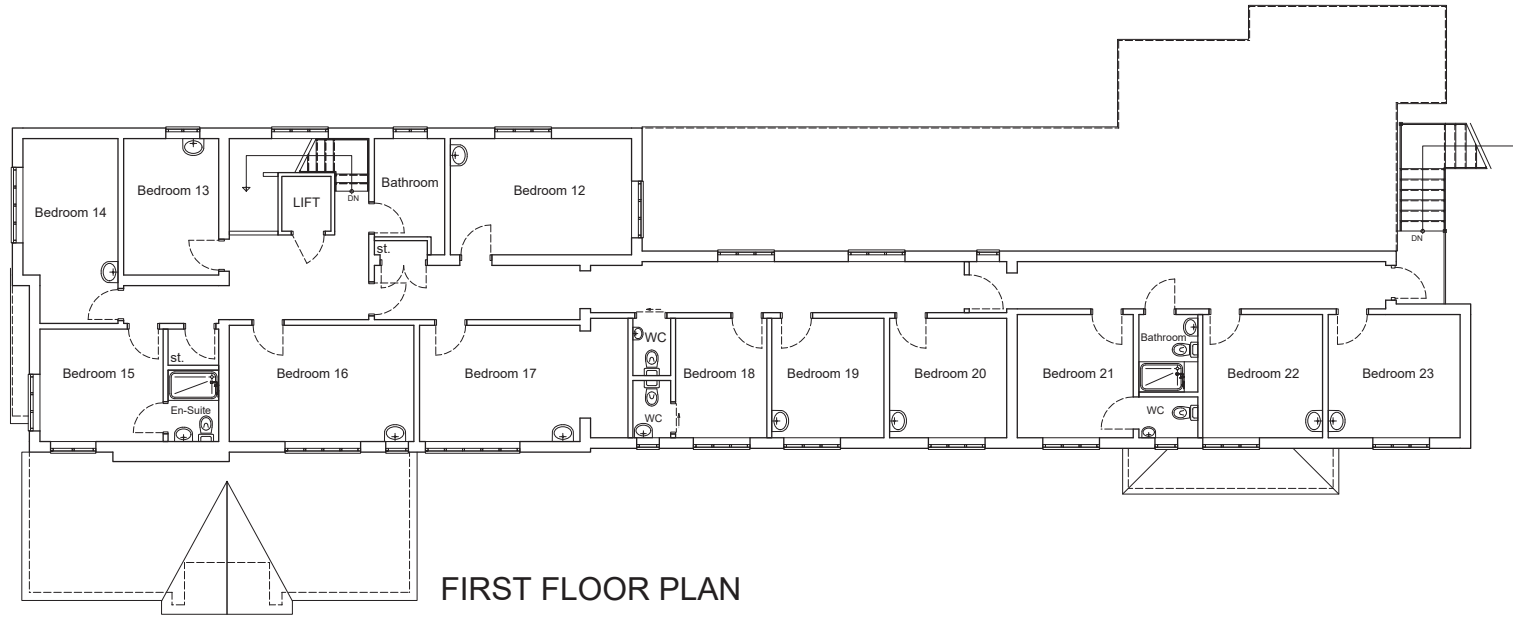 Bedroom 14
Bedroom 13
LIFT
DN
Bathroom
Bedroom 12
st.
DN
Bedroom 15
st.
En-Suite
Bedroom 16
Bedroom 17
WC
WC
Bedroom 18
Bedroom 19
Bedroom 20
Bedroom 21
Bathroom
WC
Bedroom 22
Bedroom 23
FIRST FLOOR PLAN